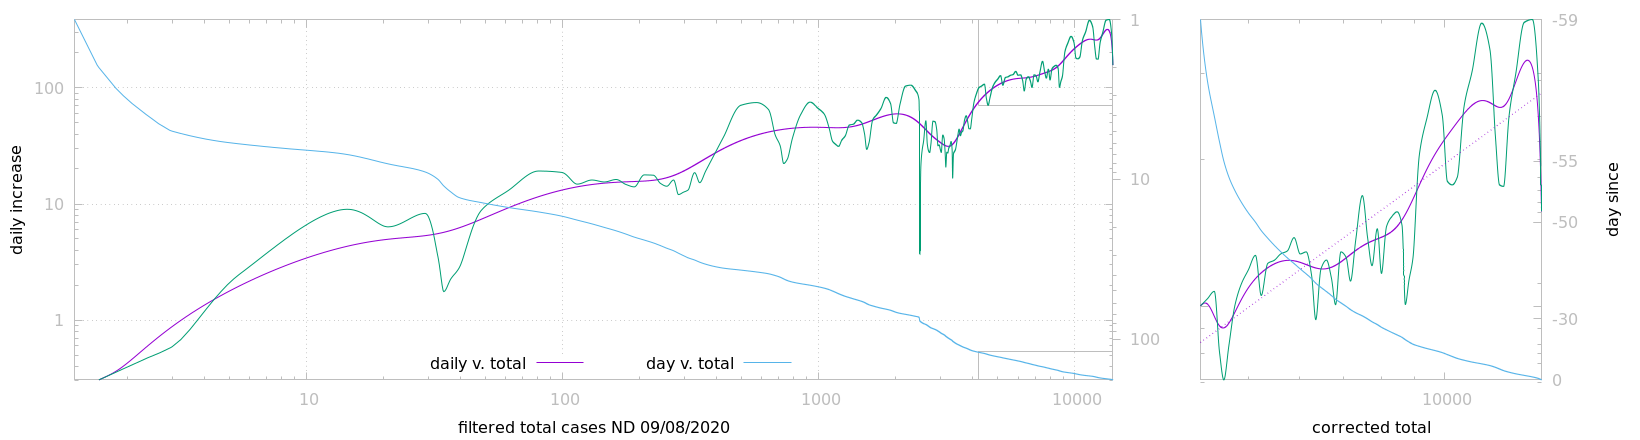 daily increase
100
10
1
daily v. total
day v. total
1
10
100
10
100
1000
10000
filtered total cases ND 09/08/2020
-59
-55
-50
-30
0
day since
10000
corrected total